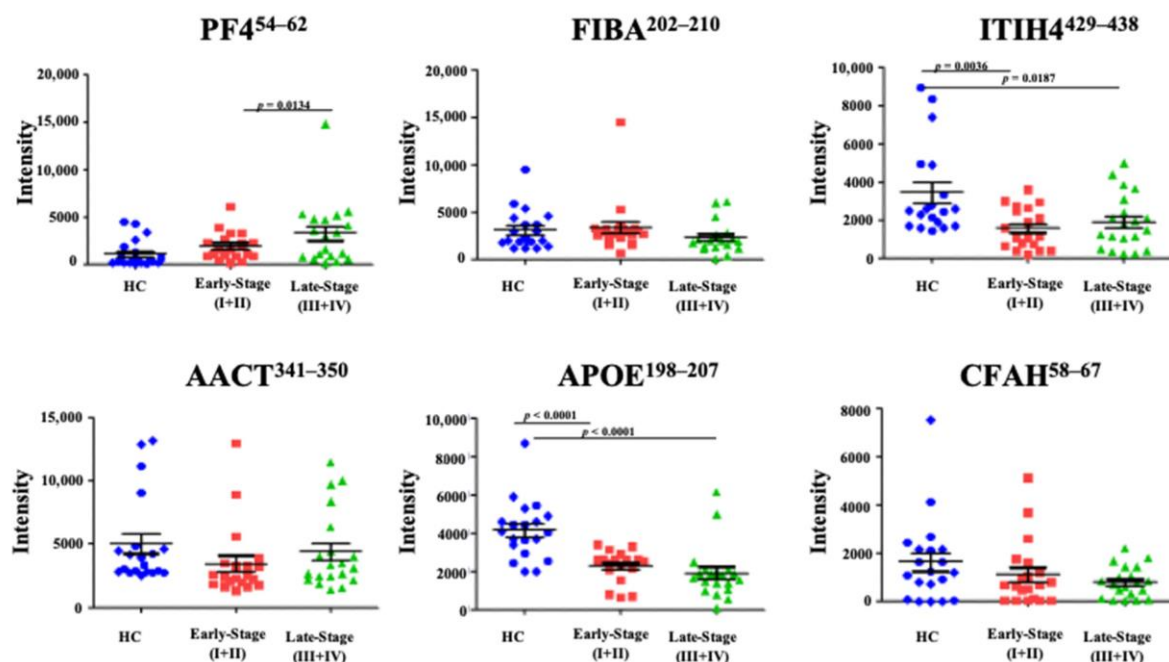 PF4⁵⁴⁻⁶²
20,000
15,000
10,000
5000
0
Intensity
p = 0.0134
HC
Early-Stage
(I+II)
Late-Stage
(III+IV)
FIBA²⁰²⁻²¹⁰
20,000
15,000
10,000
5000
0
Intensity
HC
Early-Stage
(I+II)
Late-Stage
(III+IV)
ITIH4⁴²⁹⁻⁴³⁸
10,000
8000
6000
4000
2000
0
Intensity
p = 0.0036
p = 0.0187
HC
Early-Stage
(I+II)
Late-Stage
(III+IV)
AACT³⁴¹⁻³⁵⁰
15,000
10,000
5000
0
Intensity
HC
Early-Stage
(I+II)
Late-Stage
(III+IV)
APOE¹⁹⁸⁻²⁰⁷
10,000
8000
6000
4000
2000
0
Intensity
p < 0.0001
p < 0.0001
HC
Early-Stage
(I+II)
Late-Stage
(III+IV)
CFAH⁵⁸⁻⁶⁷
8000
6000
4000
2000
0
Intensity
HC
Early-Stage
(I+II)
Late-Stage
(III+IV)